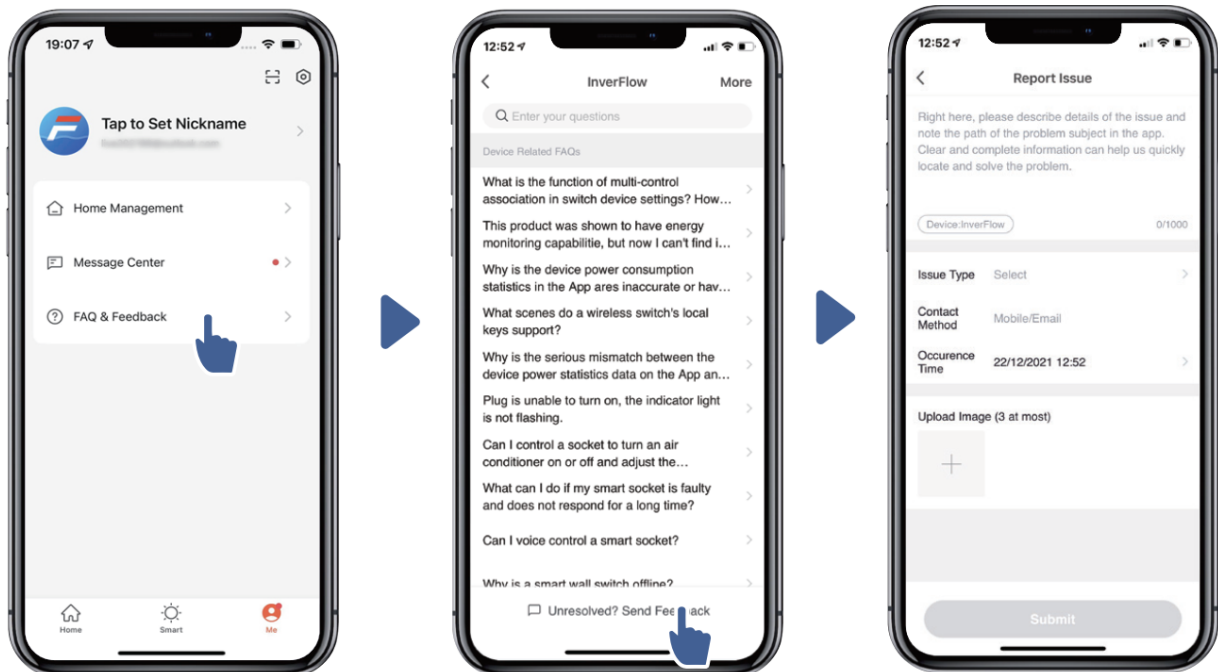 19:07
Tap to Set Nickname
Home Management
Message Center
FAQ & Feedback
Home
Smart
Me
12:52
InverFlow
More
Enter your questions
Device Related FAQs
What is the function of multi-control
association in switch device settings? How...
This product was shown to have energy
monitoring capabilitie, but now I can't find i...
Why is the device power consumption
statistics in the App ares inaccurate or hav...
What scenes do a wireless switch's local
keys support?
Why is the serious mismatch between the
device power statistics data on the App an...
Plug is unable to turn on, the indicator light
is not flashing.
Can I control a socket to turn an air
conditioner on or off and adjust the...
What can I do if my smart socket is faulty
and does not respond for a long time?
Can I voice control a smart socket?
Why is a smart wall switch offline?
Unresolved? Send Feedback
12:52
Report Issue
Right here, please describe details of the issue and
note the path of the problem subject in the app.
Clear and complete information can help us quickly
locate and solve the problem.
Device:InverFlow
0/1000
Issue Type Select
Contact
Method
Mobile/Email
Occurence
Time
22/12/2021 12:52
Upload Image (3 at most)
Submit